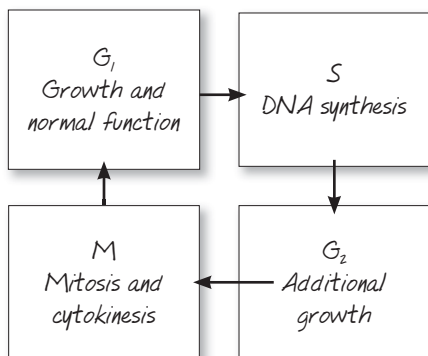 G₁
Growth and
normal function
S
DNA synthesis
M
Mitosis and
cytokinesis
G₂
Additional
growth